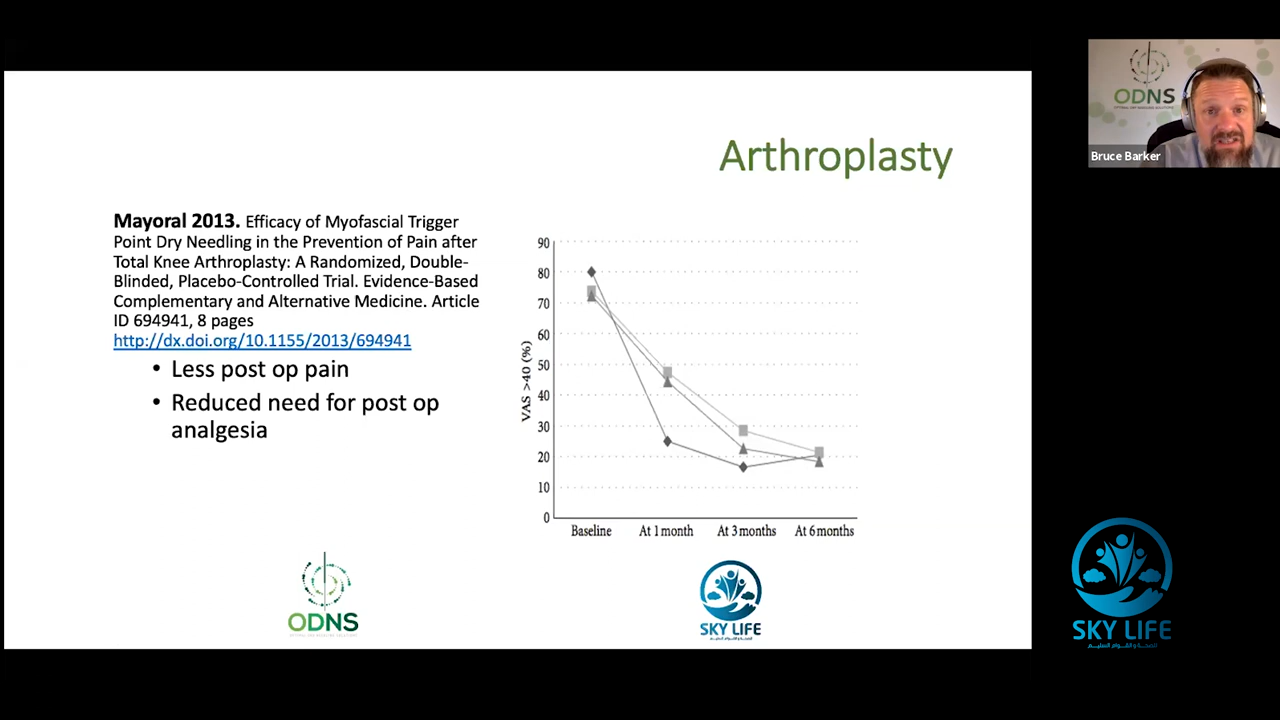 Arthroplasty
Mayoral 2013. Efficacy of Myofascial Trigger
Point Dry Needling in the Prevention of Pain after
Total Knee Arthroplasty: A Randomized, Double-
Blinded, Placebo-Controlled Trial. Evidence-Based
Complementary and Alternative Medicine. Article
ID 694941, 8 pages
http://dx.doi.org/10.1155/2013/694941
• Less post op pain
• Reduced need for post op
analgesia
VAS >40 (%)
90
80
70
60
50
40
30
20
10
0
Baseline At 1 month At 3 months At 6 months
ODNS
SKY LIFE
ODNS
Bruce Barker
SKY LIFE
للصحة والقوام السليم